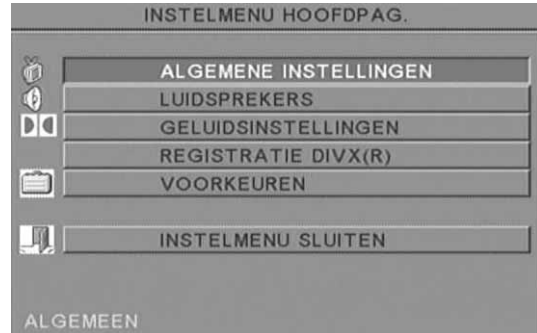 INSTELMENU HOOFDPAG.
ALGEMENE INSTELLINGEN
LUIDSPREKERS
GELUIDSINSTELLINGEN
REGISTRATIE DIVX(R)
VOORKEUREN
INSTELMENU SLUITEN
ALGEMEEN